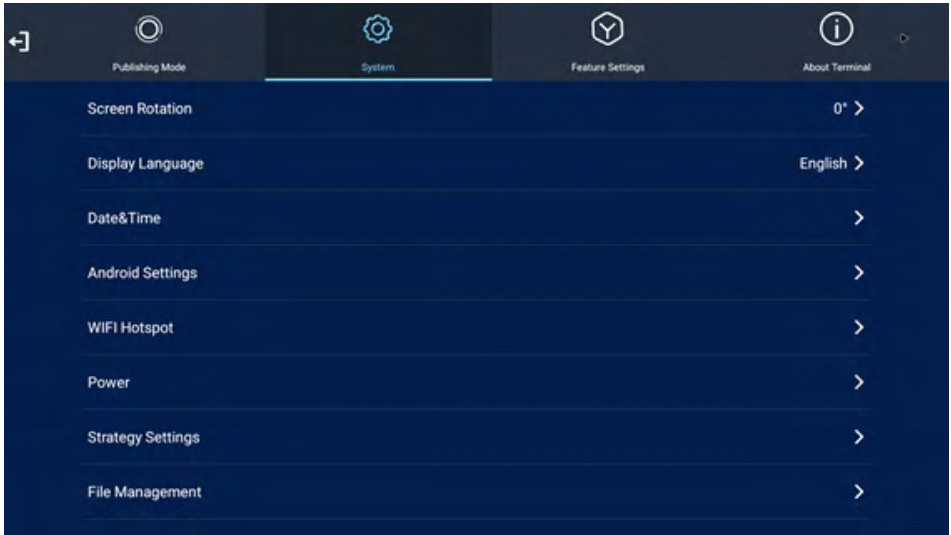 Publishing Mode
System
Feature Settings
About Terminal
Screen Rotation 0°
Display Language English
Date&Time
Android Settings
WIFI Hotspot
Power
Strategy Settings
File Management